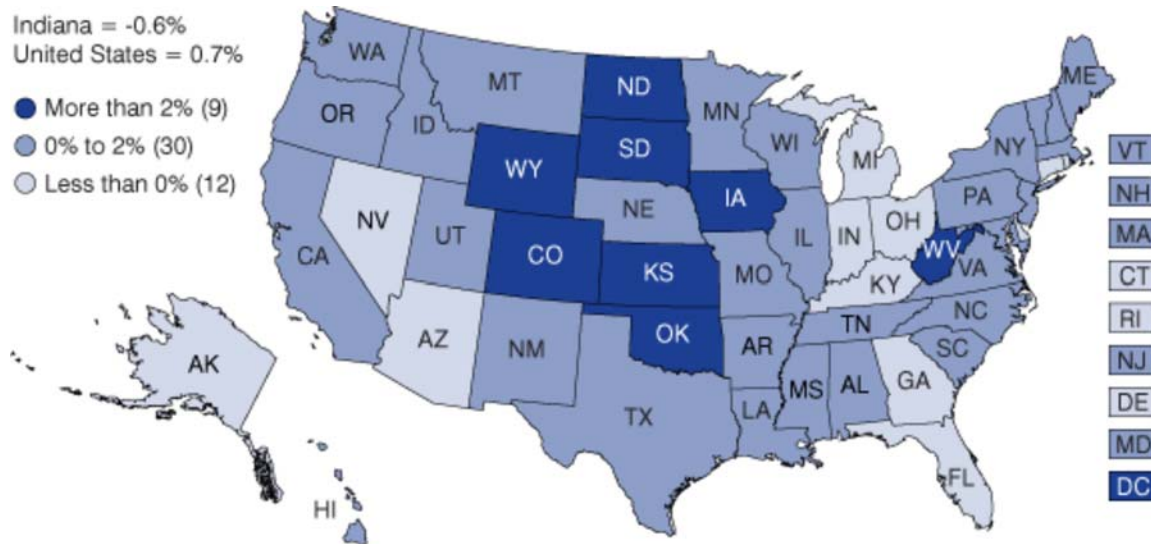 Indiana = -0.6%
United States = 0.7%
More than 2% (9)
0% to 2% (30)
Less than 0% (12)
WA
MT
ND
MN
ME
OR
ID
WY
SD
WI
MI
NY
VT
NH
NV
UT
CO
NE
IA
IL
IN
OH
PA
MA
CA
KS
MO
KY
WV
VA
CT
RI
AZ
NM
OK
AR
TN
NC
SC
NJ
AK
TX
LA
MS
AL
GA
DE
MD
HI
FL
DC